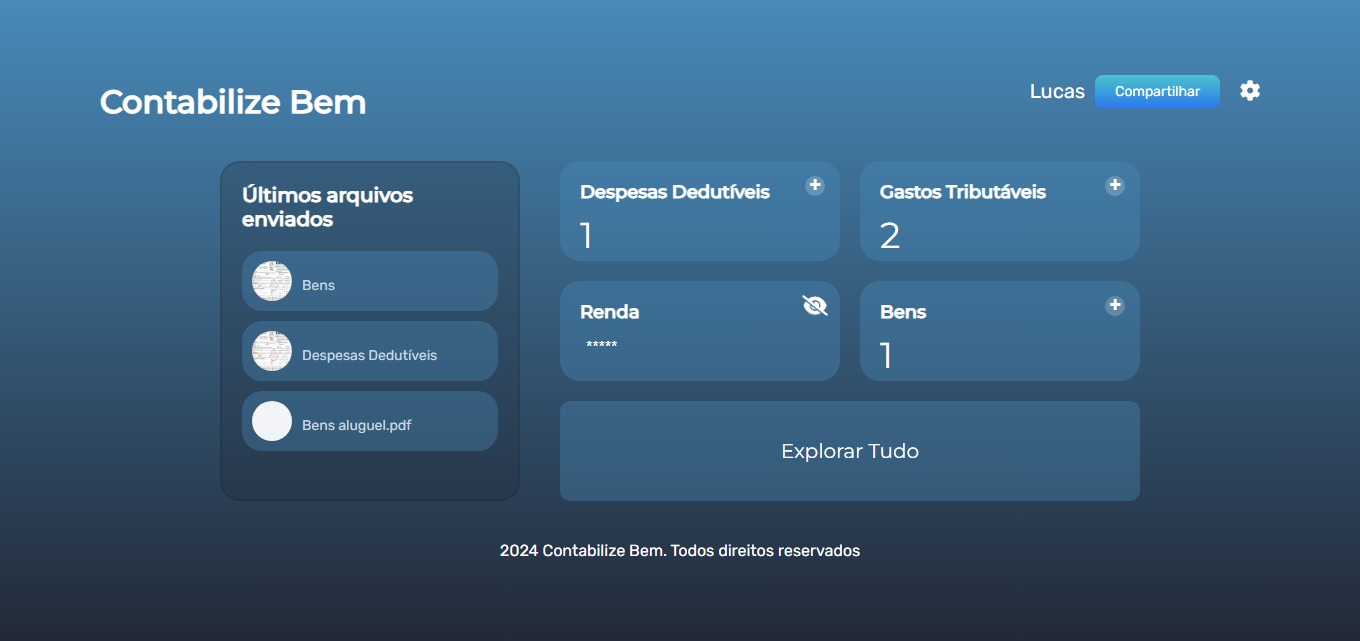 Contabilize Bem
Lucas
Compartilhar
Últimos arquivos
enviados
Bens
Despesas Dedutíveis
Bens aluguel.pdf
Despesas Dedutíveis
1
Gastos Tributáveis
2
Renda
*****
Bens
1
Explorar Tudo
2024 Contabilize Bem. Todos direitos reservados